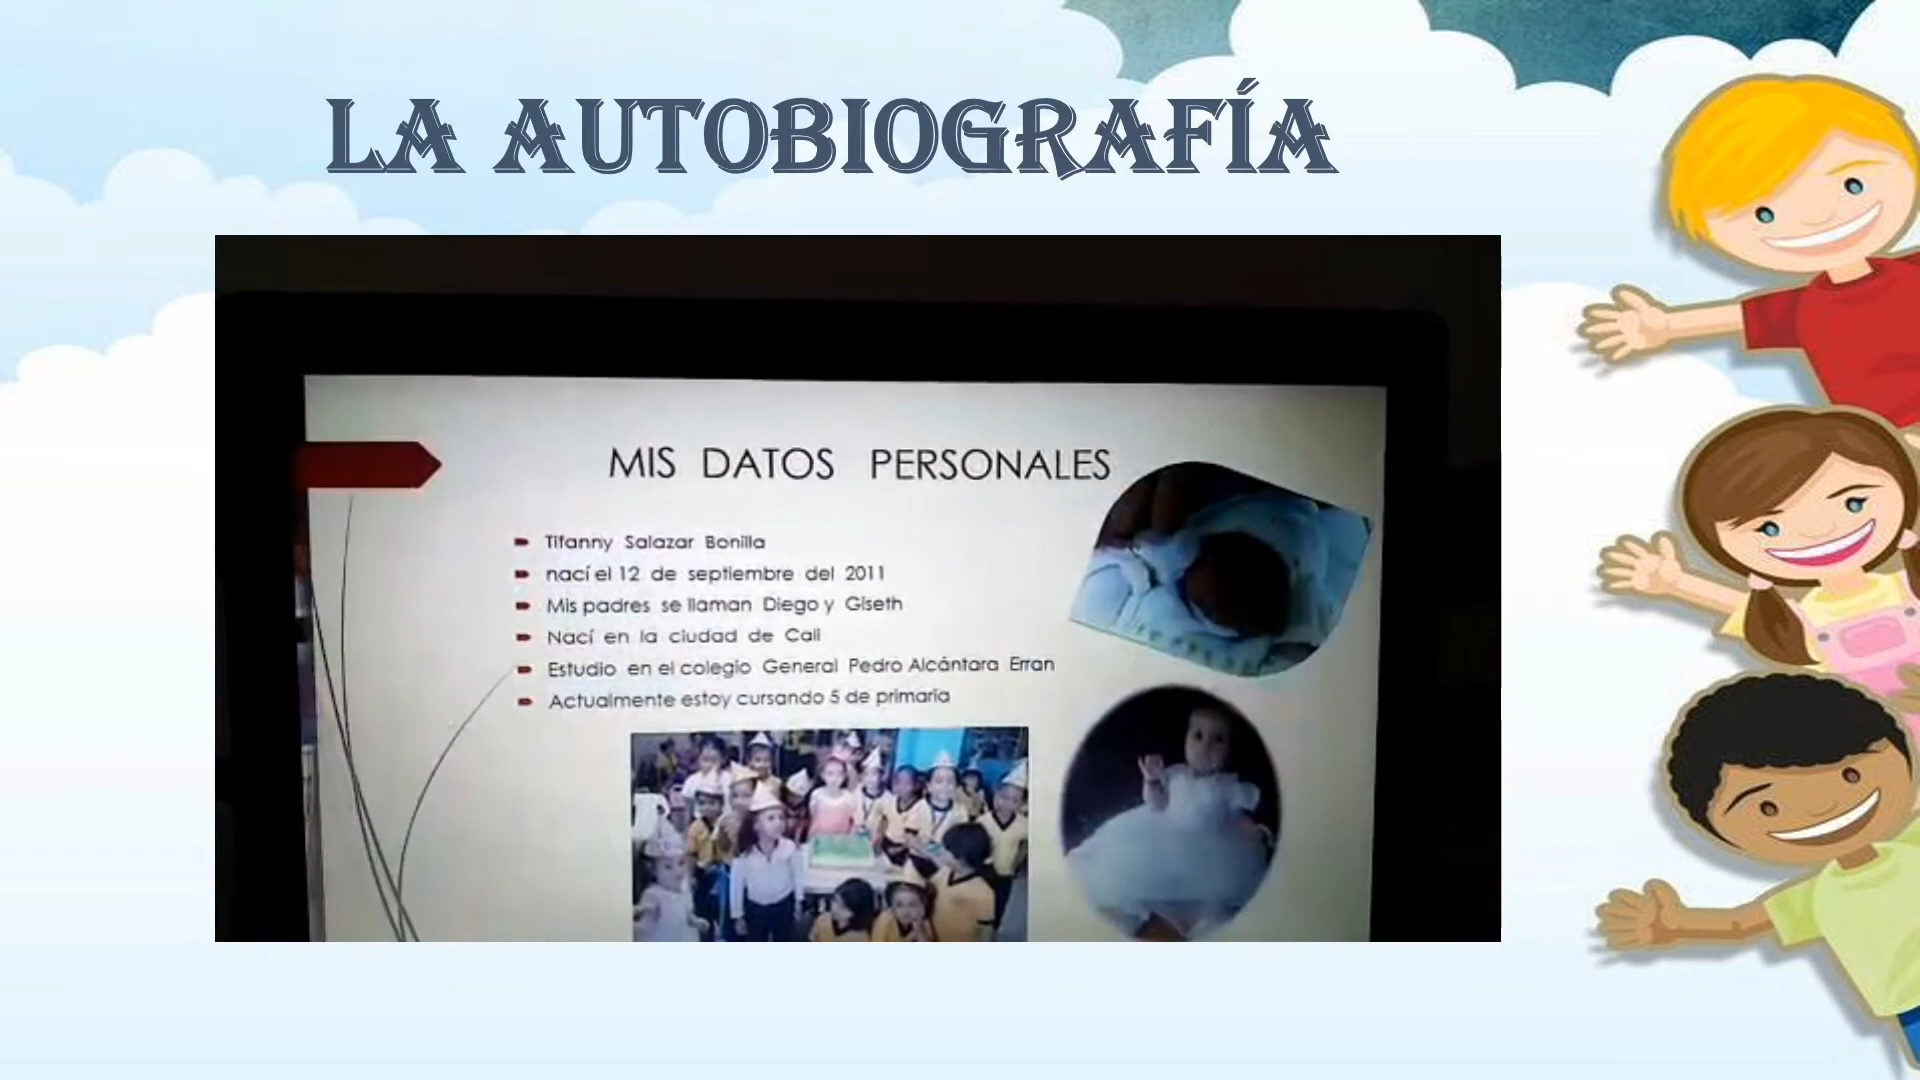 LA AUTOBIOGRAFÍA
MIS DATOS PERSONALES
Tifanny Salazar Bonilla
nací el 12 de septiembre del 2011
Mis padres se llaman Diego y Giseth
Nací en la ciudad de Cali
Estudio en el colegio General Pedro Alcántara Erran
Actualmente estoy cursando 5 de primaria